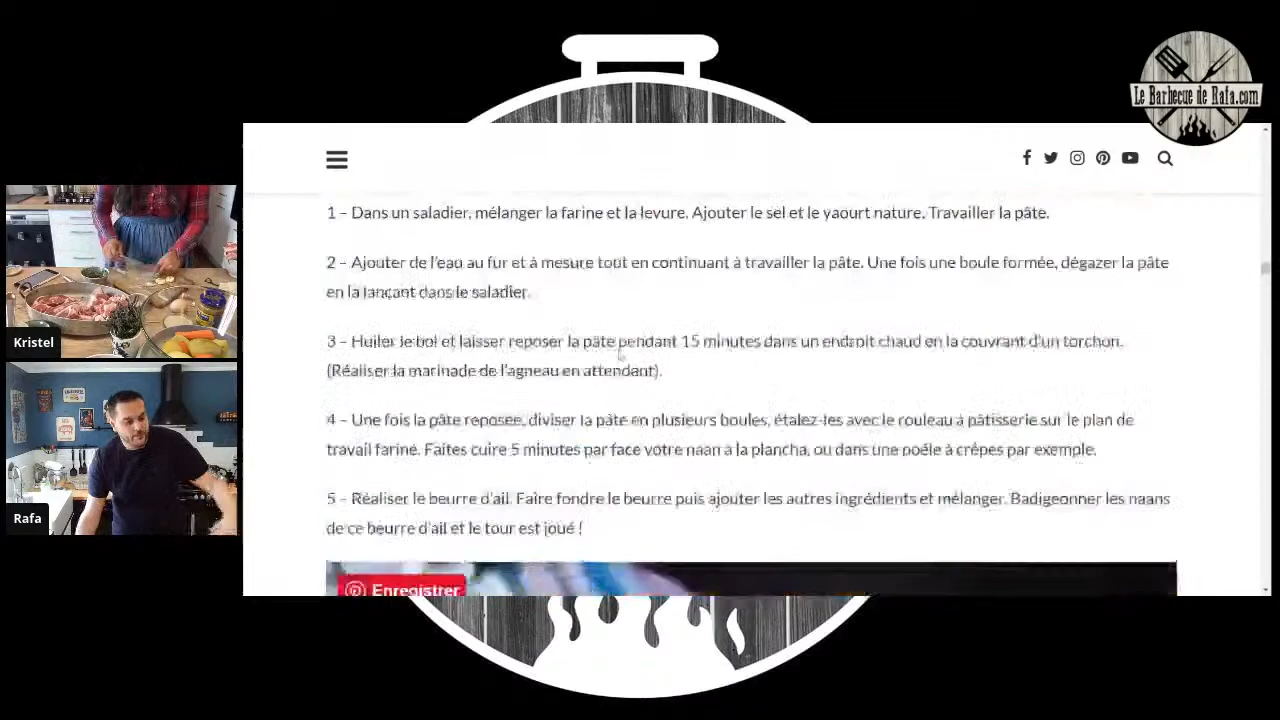 Le Barbecue de Rafa.com
1 – Dans un saladier, mélanger la farine et la levure. Ajouter le sel et le yaourt nature. Travailler la pâte.
2 – Ajouter de l'eau au fur et à mesure tout en continuant à travailler la pâte. Une fois une boule formée, dégazer la pâte
en la lançant dans le saladier.
3 – Huiler le bol et laisser reposer la pâte pendant 15 minutes dans un endroit chaud en la couvrant d'un torchon.
(Réaliser la marinade de l'agneau en attendant).
4 – Une fois la pâte reposée, diviser la pâte en plusieurs boules, étalez-les avec le rouleau à pâtisserie sur le plan de
travail fariné. Faites cuire 5 minutes par face votre naan à la plancha, ou dans une poêle à crêpes par exemple.
5 – Réaliser le beurre d'ail. Faire fondre le beurre puis ajouter les autres ingrédients et mélanger. Badigeonner les naans
de ce beurre d'ail et le tour est joué !
Enregistrer
Kristel
Rafa